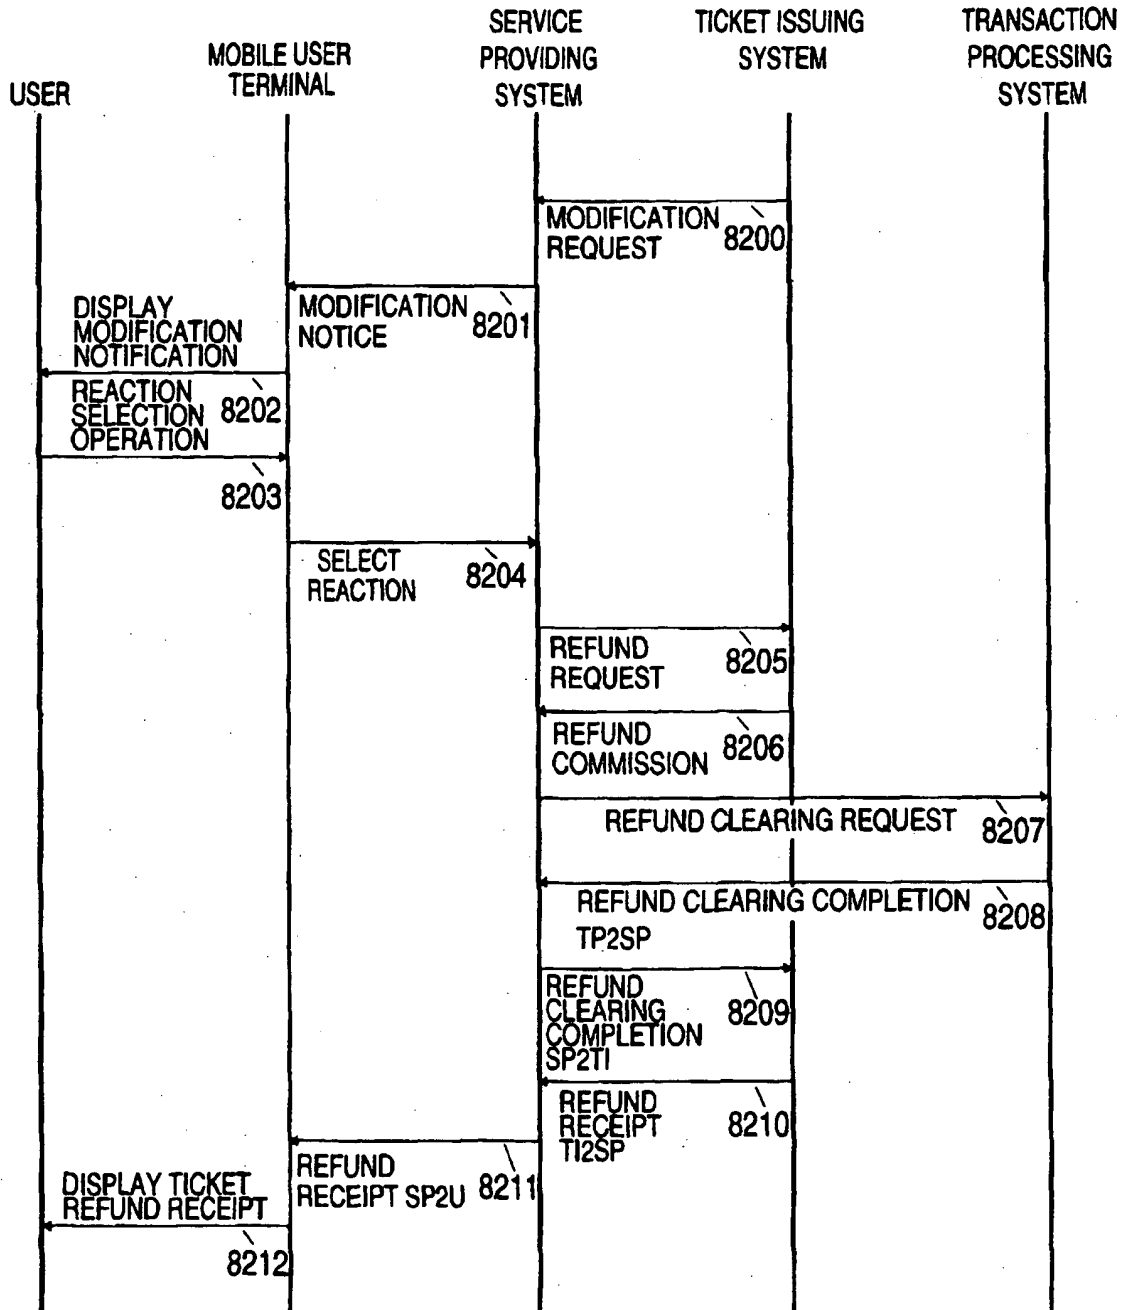 SERVICE
PROVIDING
SYSTEM
TICKET ISSUING
SYSTEM
TRANSACTION
PROCESSING
SYSTEM
MOBILE USER
TERMINAL
USER
MODIFICATION
REQUEST
8200
MODIFICATION
NOTICE
8201
DISPLAY
MODIFICATION
NOTIFICATION
8202
REACTION
SELECTION
OPERATION
8203
SELECT
REACTION
8204
REFUND
REQUEST
8205
REFUND
COMMISSION
8206
REFUND CLEARING REQUEST
8207
REFUND CLEARING COMPLETION
TP2SP
8208
REFUND
CLEARING
COMPLETION
SP2TI
8209
REFUND
RECEIPT
TI2SP
8210
REFUND
RECEIPT SP2U
8211
DISPLAY TICKET
REFUND RECEIPT
8212